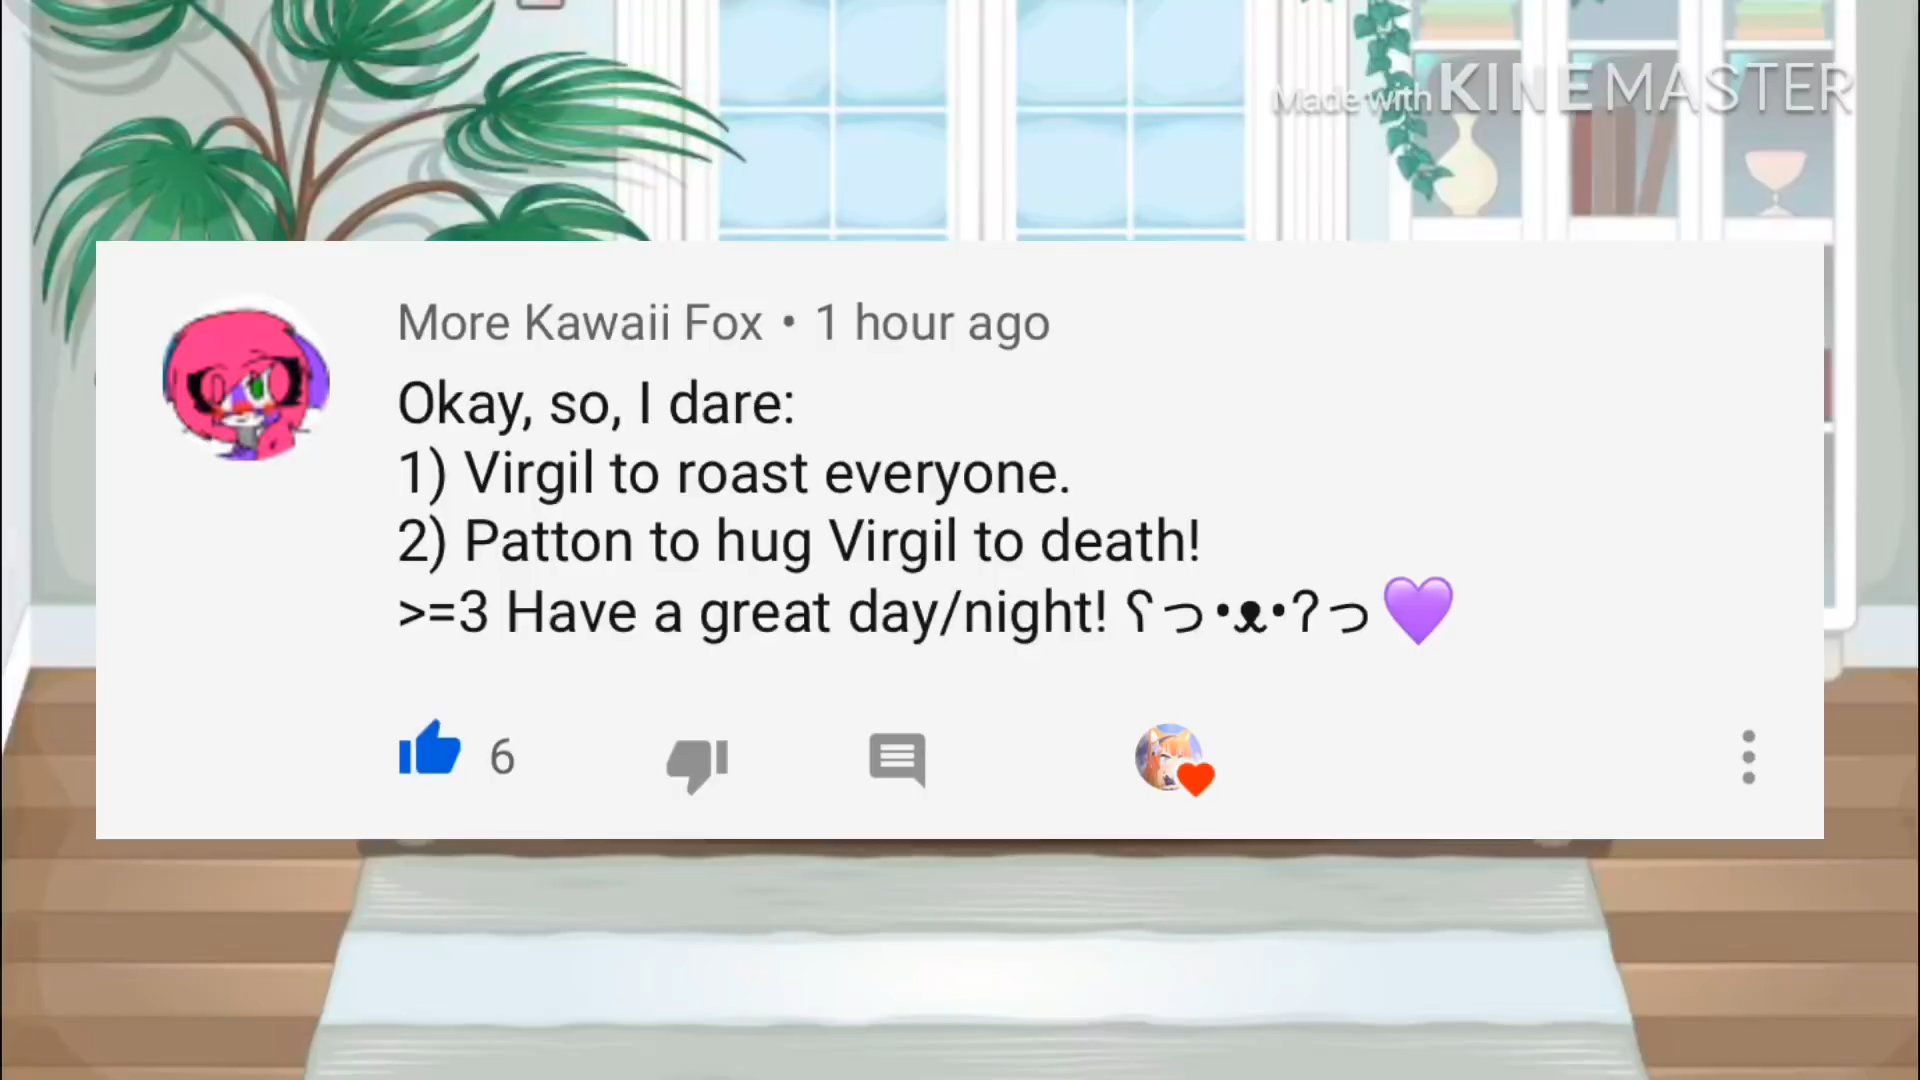 Made with KINEMASTER
More Kawaii Fox • 1 hour ago
Okay, so, I dare:
1) Virgil to roast everyone.
2) Patton to hug Virgil to death!
>=3 Have a great day/night! ʕっ•ᴥ•ʔっ💜
6